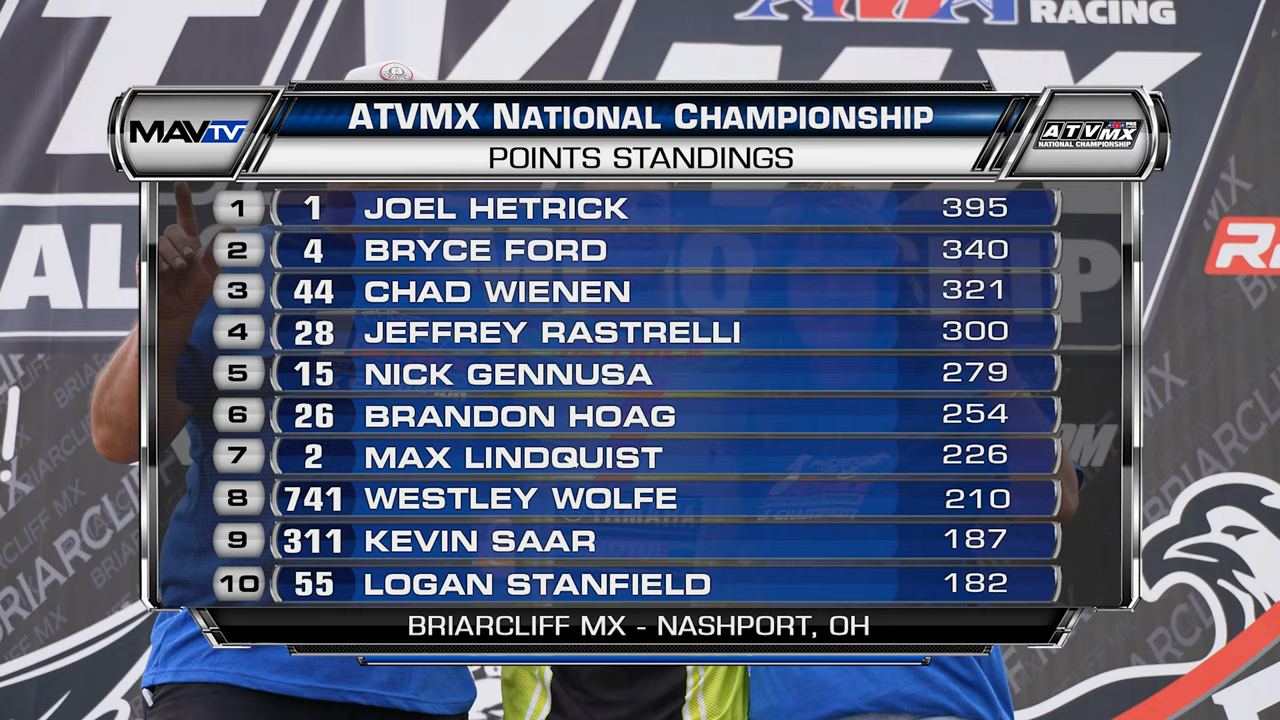 RACING
ATVMX NATIONAL CHAMPIONSHIP
MAVTV
POINTS STANDINGS
ATVMX PRO
NATIONAL CHAMPIONSHIP
1 1 JOEL HETRICK 395
2 4 BRYCE FORD 340
3 44 CHAD WIENEN 321
4 28 JEFFREY RASTRELLI 300
5 15 NICK GENNUSA 279
6 26 BRANDON HOAG 254
7 2 MAX LINDQUIST 226
8 741 WESTLEY WOLFE 210
9 311 KEVIN SAAR 187
10 55 LOGAN STANFIELD 182
BRIARCLIFF MX - NASHPORT, OH
BRIARCLIFF MX